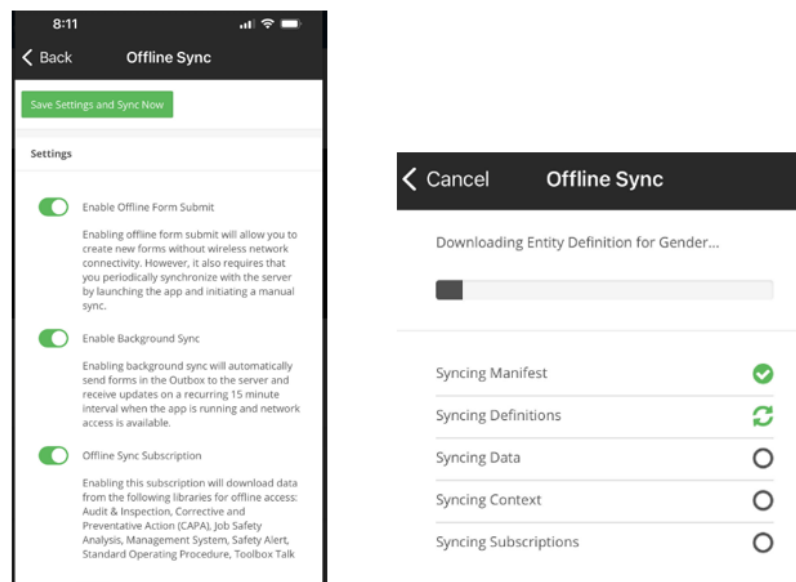 8:11
Back
Offline Sync
Save Settings and Sync Now
Settings
Enable Offline Form Submit
Enabling offline form submit will allow you to
create new forms without wireless network
connectivity. However, it also requires that
you periodically synchronize with the server
by launching the app and initiating a manual
sync.
Enable Background Sync
Enabling background sync will automatically
send forms in the Outbox to the server and
receive updates on a recurring 15 minute
interval when the app is running and network
access is available.
Offline Sync Subscription
Enabling this subscription will download data
from the following libraries for offline access:
Audit & Inspection, Corrective and
Preventative Action (CAPA), Job Safety
Analysis, Management System, Safety Alert,
Standard Operating Procedure, Toolbox Talk
Cancel
Offline Sync
Downloading Entity Definition for Gender...
Syncing Manifest
Syncing Definitions
Syncing Data
Syncing Context
Syncing Subscriptions